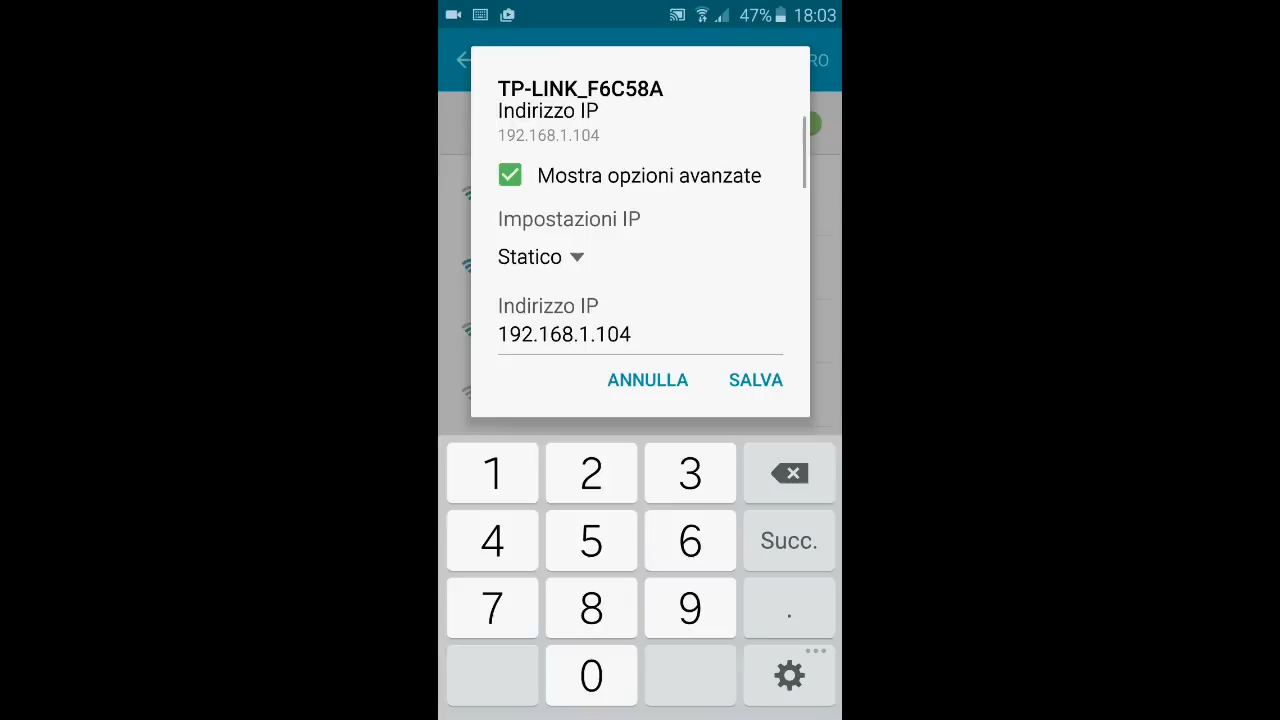 47% 18:03
RO
TP-LINK_F6C58A
Indirizzo IP
192.168.1.104
Mostra opzioni avanzate
Impostazioni IP
Statico
Indirizzo IP
192.168.1.104
ANNULLA SALVA
1 2 3
4 5 6 Succ.
7 8 9 .
0